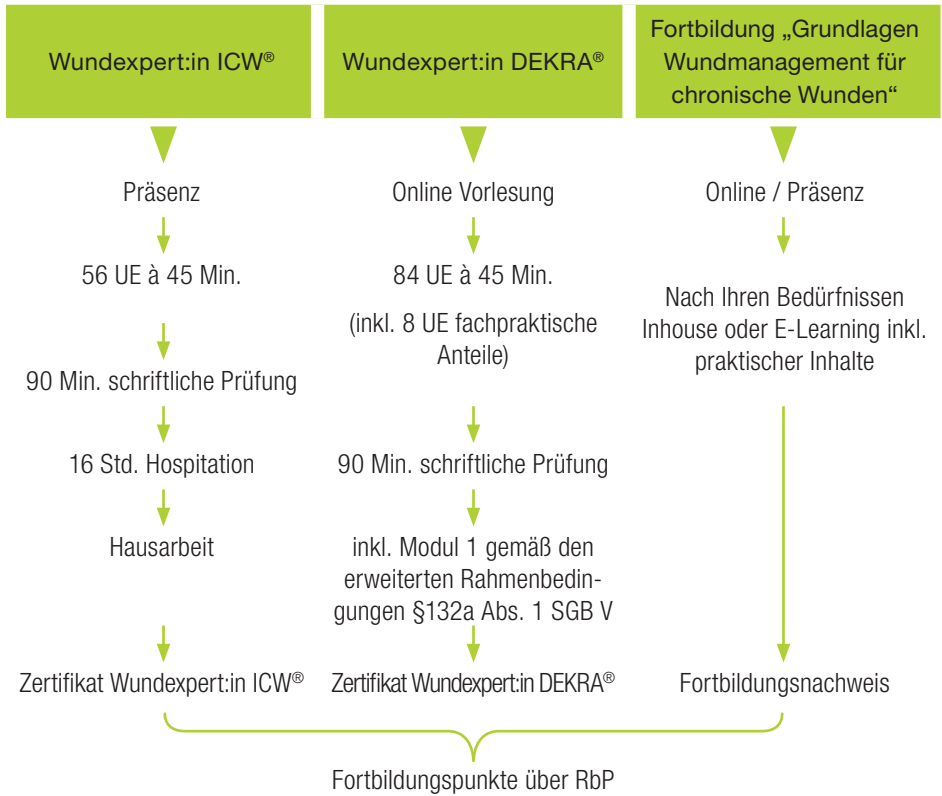 Wundexpert:in ICW®
Wundexpert:in DEKRA®
Fortbildung „Grundlagen
Wundmanagement für
chronische Wunden“
Präsenz
56 UE à 45 Min.
90 Min. schriftliche Prüfung
16 Std. Hospitation
Hausarbeit
Zertifikat Wundexpert:in ICW®
Online Vorlesung
84 UE à 45 Min.
(inkl. 8 UE fachpraktische
Anteile)
90 Min. schriftliche Prüfung
inkl. Modul 1 gemäß den
erweiterten Rahmenbedin-
gungen §132a Abs. 1 SGB V
Zertifikat Wundexpert:in DEKRA®
Online / Präsenz
Nach Ihren Bedürfnissen
Inhouse oder E-Learning inkl.
praktischer Inhalte
Fortbildungsnachweis
Fortbildungspunkte über RbP